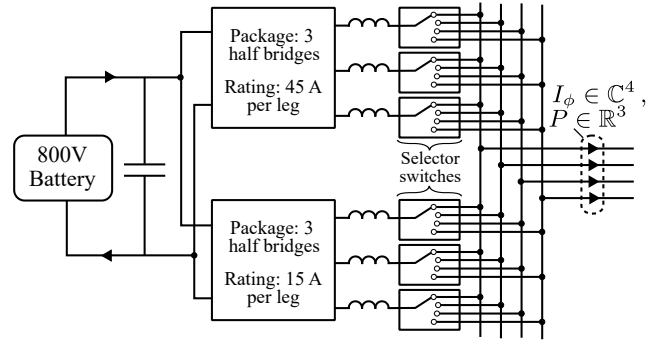 Package: 3
half bridges
Rating: 45 A
per leg
800V
Battery
Selector
switches
I_ϕ ∈ ℂ⁴ ,
P ∈ ℝ³
Package: 3
half bridges
Rating: 15 A
per leg